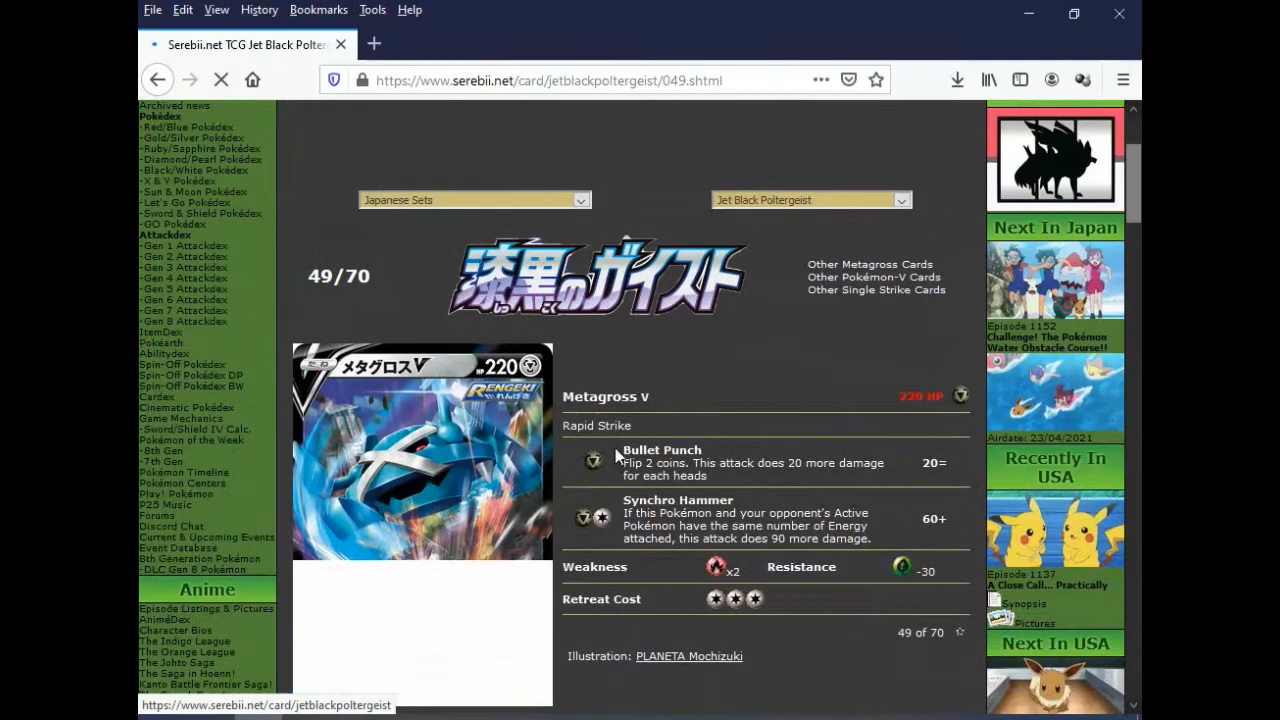 File Edit View History Bookmarks Tools Help
Serebii.net TCG Jet Black Polter
https://www.serebii.net/card/jetblackpoltergeist/049.shtml
Archived news
Pokédex
-Red/Blue Pokédex
-Gold/Silver Pokédex
-Ruby/Sapphire Pokédex
-Diamond/Pearl Pokédex
-Black/White Pokédex
-X & Y Pokédex
-Sun & Moon Pokédex
-Let's Go Pokédex
-Sword & Shield Pokédex
-GO Pokédex
Attackdex
-Gen 1 Attackdex
-Gen 2 Attackdex
-Gen 3 Attackdex
-Gen 4 Attackdex
-Gen 5 Attackdex
-Gen 6 Attackdex
-Gen 7 Attackdex
-Gen 8 Attackdex
ItemDex
Pokéarth
Abilitydex
Spin-Off Pokédex
Spin-Off Pokédex DP
Spin-Off Pokédex BW
Cardex
Cinematic Pokédex
Game Mechanics
-Sword/Shield IV Calc.
Pokémon of the Week
-8th Gen
-7th Gen
Pokémon Timeline
Pokémon Centers
Play! Pokémon
P25 Music
Forums
Discord Chat
Current & Upcoming Events
Event Database
8th Generation Pokémon
-DLC Gen 8 Pokémon
Anime
Episode Listings & Pictures
AniméDex
Character Bios
The Indigo League
The Orange League
The Johto Saga
The Saga in Hoenn!
Kanto Battle Frontier Saga!
https://www.serebii.net/card/jetblackpoltergeist
Japanese Sets
Jet Black Poltergeist
49/70
漆黒のガイスト
しっ こく
Other Metagross Cards
Other Pokémon-V Cards
Other Single Strike Cards
たね メタグロスV HP 220
RENGEKI
れんげき
Metagross V 220 HP
Rapid Strike
Bullet Punch
Flip 2 coins. This attack does 20 more damage
for each heads
20=
Synchro Hammer
If this Pokémon and your opponent's Active
Pokémon have the same number of Energy
attached, this attack does 90 more damage.
60+
Weakness x2 Resistance -30
Retreat Cost
49 of 70
Illustration: PLANETA Mochizuki
Next In Japan
Episode 1152
Challenge! The Pokémon
Water Obstacle Course!!
Airdate: 23/04/2021
Recently In
USA
Episode 1137
A Close Call... Practically
Synopsis
Pictures
Next In USA